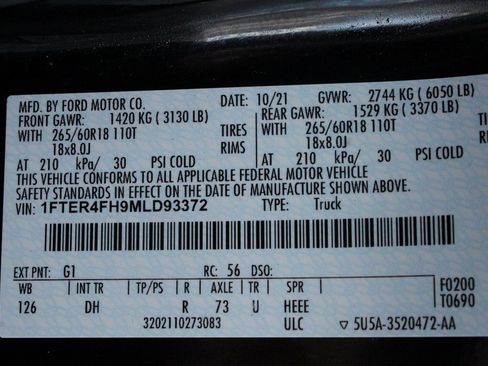 MFD. BY FORD MOTOR CO. DATE: 10/21 GVWR: 2744 KG ( 6050 LB)
FRONT GAWR: 1420 KG ( 3130 LB) REAR GAWR: 1529 KG ( 3370 LB)
WITH 265/60R18 110T TIRES WITH 265/60R18 110T TIRES
18x8.0J RIMS 18x8.0J RIMS
AT 210 kPa/ 30 PSI COLD AT 210 kPa/ 30 PSI COLD
THIS VEHICLE CONFORMS TO ALL APPLICABLE FEDERAL MOTOR VEHICLE
SAFETY STANDARDS IN EFFECT ON THE DATE OF MANUFACTURE SHOWN ABOVE.
VIN: 1FTER4FH9MLD93372 TYPE: Truck
EXT PNT: G1 RC: 56 DSO:
WB INT TR TP/PS R AXLE TR SPR F0200
126 DH R 73 U HEEE T0690
3202110273083 ULC ▽ 5U5A-3520472-AA